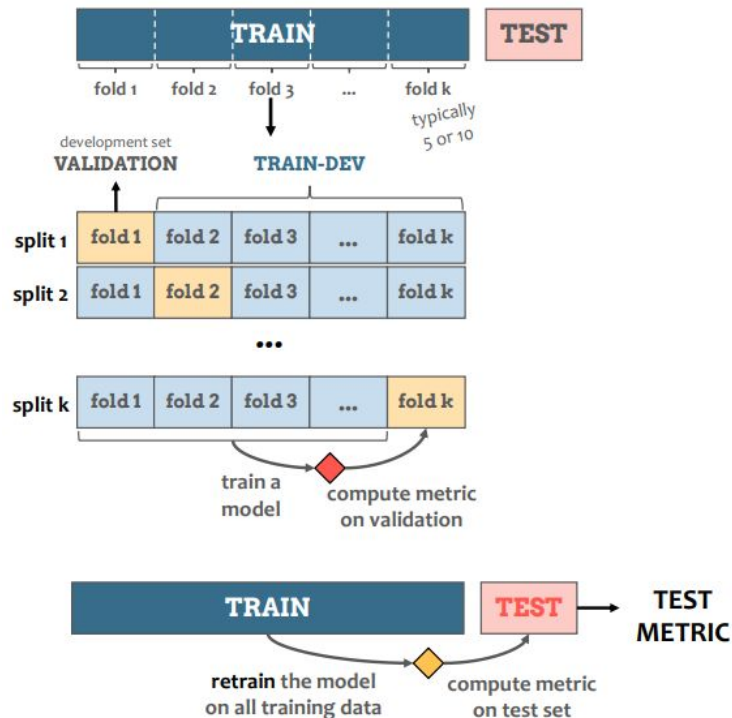 TRAIN TEST
fold 1 fold 2 fold 3 ... fold k
typically
5 or 10
development set
VALIDATION TRAIN-DEV
split 1 fold 1 fold 2 fold 3 ... fold k
split 2 fold 1 fold 2 fold 3 ... fold k
...
split k fold 1 fold 2 fold 3 ... fold k
train a compute metric
model on validation
TRAIN TEST TEST
METRIC
retrain the model compute metric
on all training data on test set